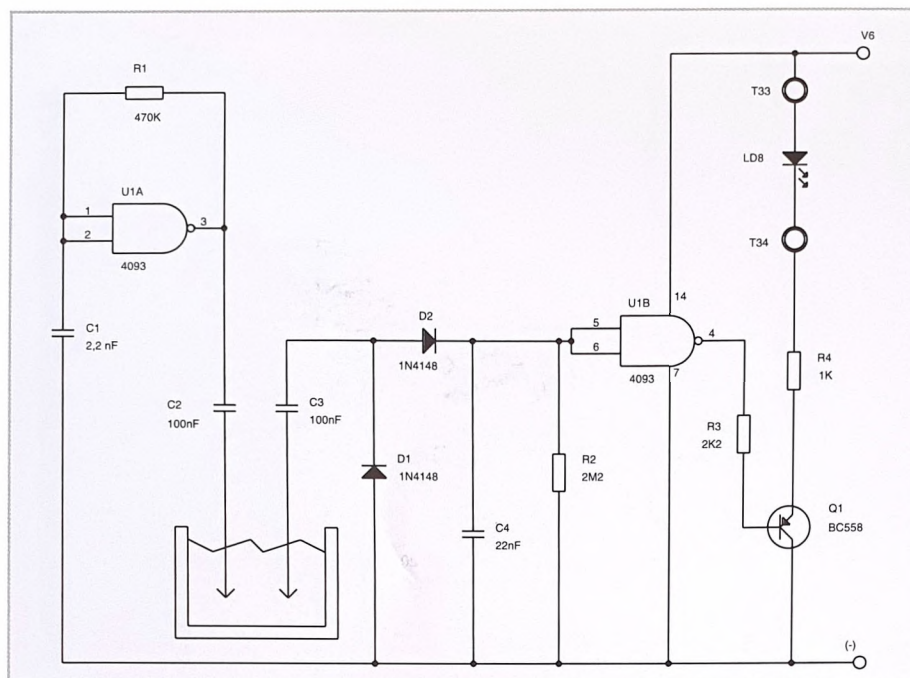 V6
R1
470K
T33
LD8
U1A
1
2
3
4093
T34
C1
2,2 nF
U1B
14
D2
5
6
4
1N4148
4093
7
R4
1K
C2
100nF
C3
100nF
R3
2K2
D1
1N4148
R2
2M2
Q1
BC558
C4
22nF
(-)